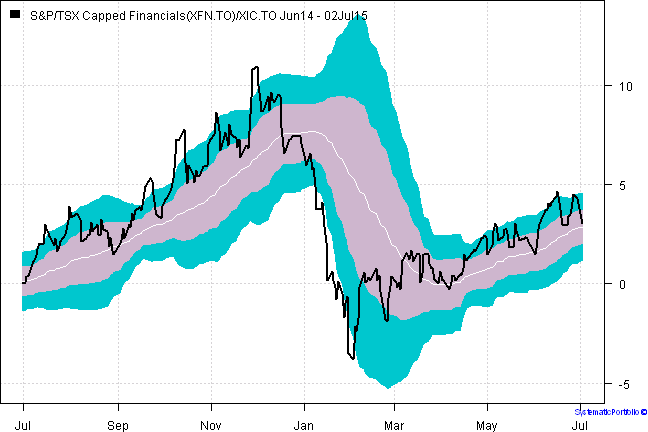 S&P/TSX Capped Financials(XFN.TO)/XIC.TO Jun14 - 02Jul15
10
5
0
-5
Jul Sep Nov Jan Mar May Jul
SystematicPortfolio ©